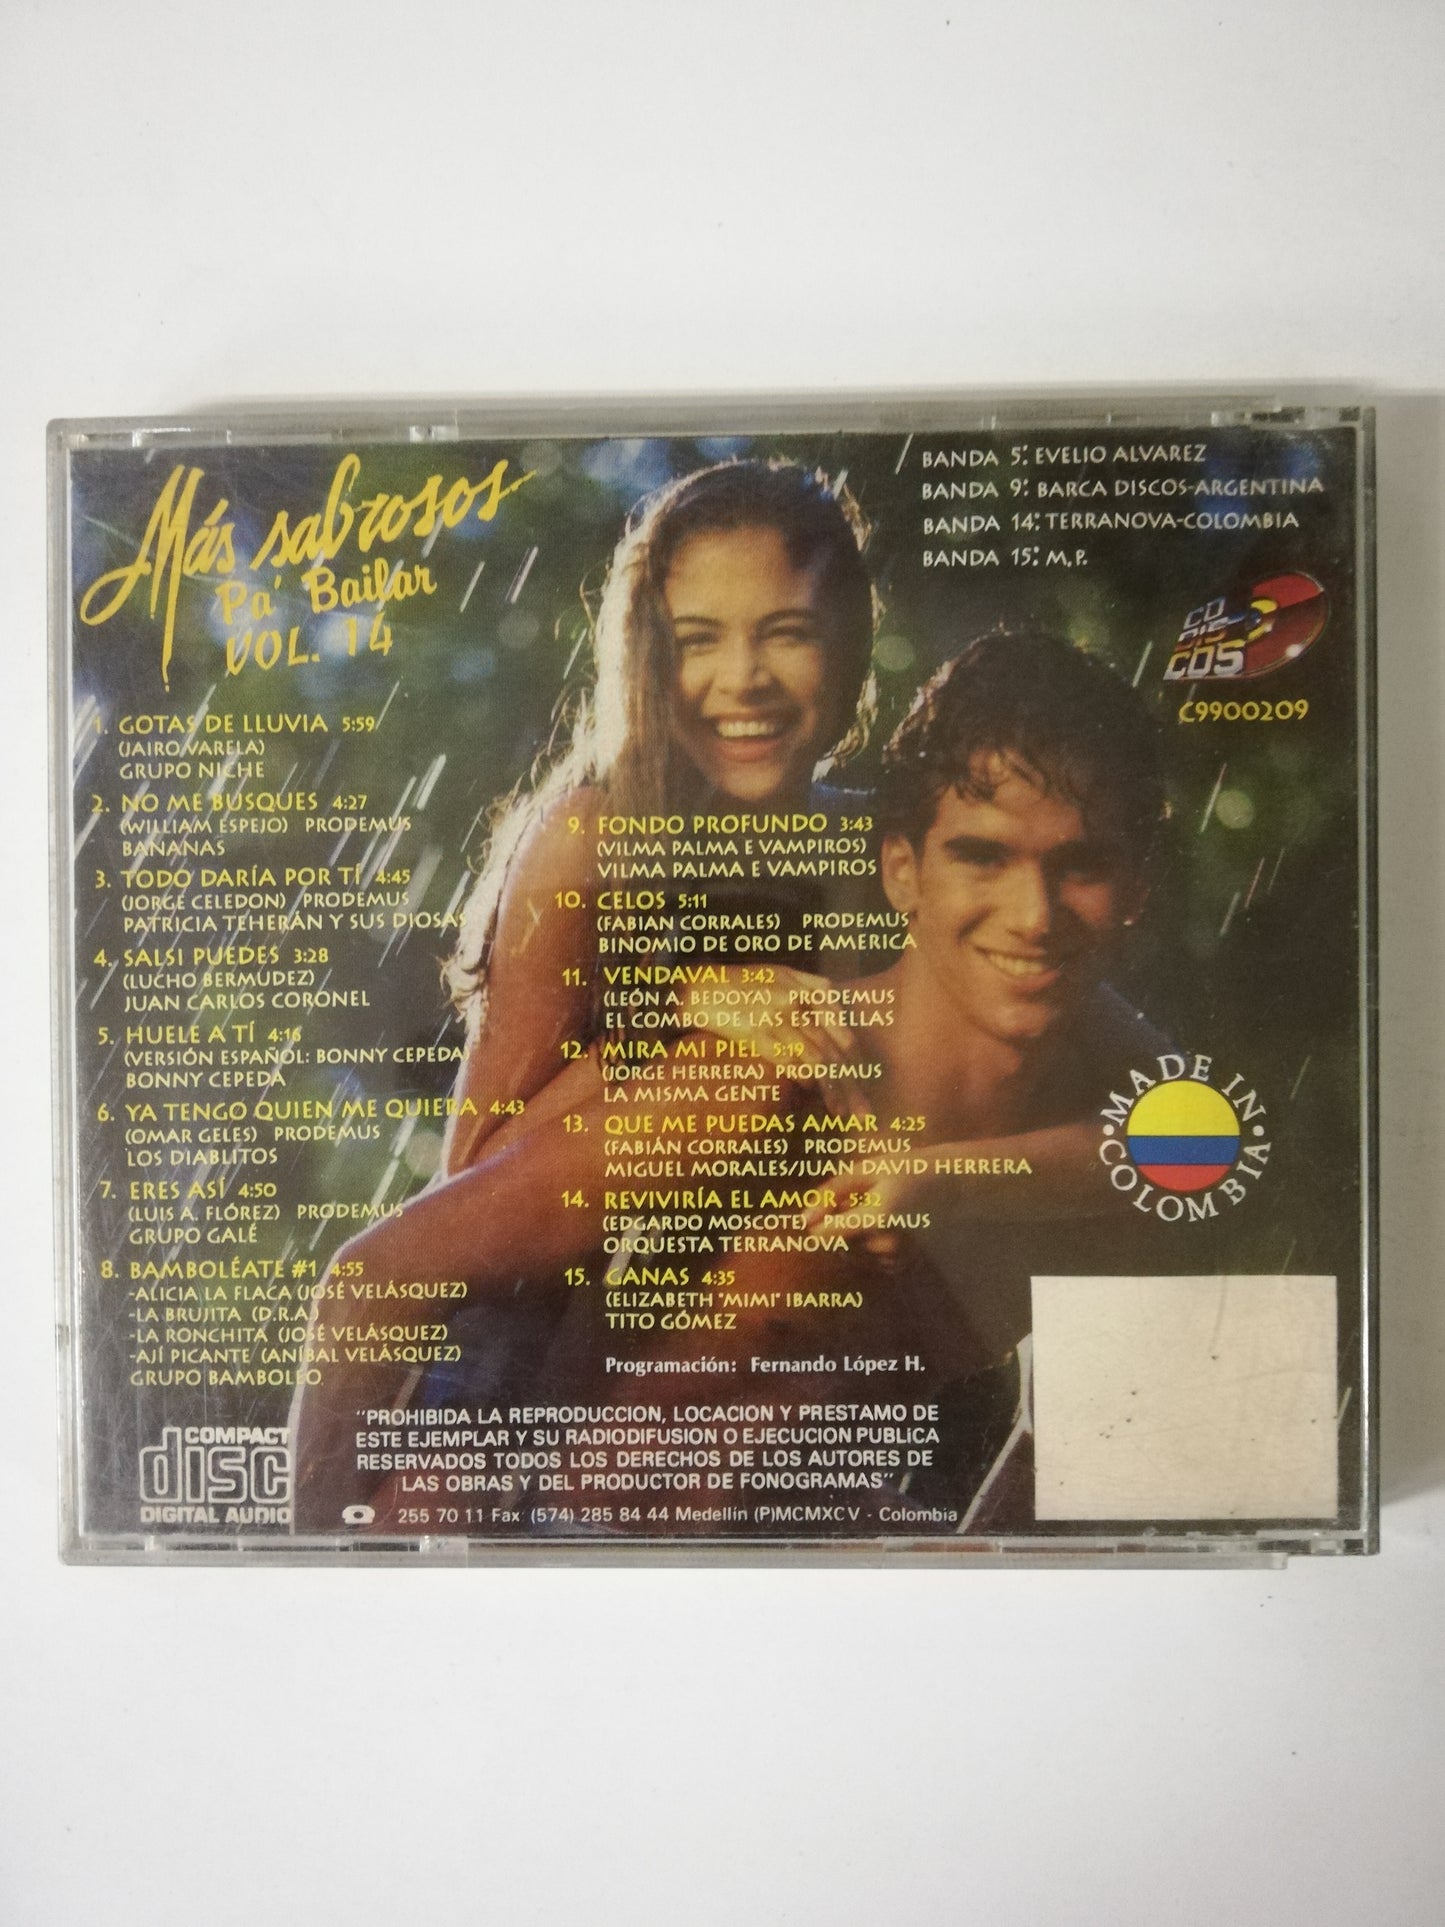 Más sabrosos
Pa' Bailar
VOL. 14
BANDA 5ª: EVELIO ALVAREZ
BANDA 9ª: BARCA DISCOS-ARGENTINA
BANDA 14ª: TERRANOVA-COLOMBIA
BANDA 15ª: M.P.
CO
DIS
COS
C9900209
1. GOTAS DE LLUVIA 5:59
(JAIRO VARELA)
GRUPO NICHE
2. NO ME BUSQUES 4:27
(WILLIAM ESPEJO) PRODEMUS
BANANAS
3. TODO DARÍA POR TÍ 4:45
(JORGE CELEDON) PRODEMUS
PATRICIA TEHERÁN Y SUS DIOSAS
4. SALSI PUEDES 3:28
(LUCHO BERMUDEZ)
JUAN CARLOS CORONEL
5. HUELE A TÍ 4:16
(VERSIÓN ESPAÑOL: BONNY CEPEDA)
BONNY CEPEDA
6. YA TENGO QUIEN ME QUIERA 4:43
(OMAR GELES) PRODEMUS
LOS DIABLITOS
7. ERES ASÍ 4:50
(LUIS A. FLÓREZ) PRODEMUS
GRUPO GALÉ
8. BAMBOLÉATE #1 4:55
-ALICIA LA FLACA (JOSÉ VELÁSQUEZ)
-LA BRUJITA (D.R.A.)
-LA RONCHITA (JOSÉ VELÁSQUEZ)
-AJÍ PICANTE (ANÍBAL VELÁSQUEZ)
GRUPO BAMBOLEO
9. FONDO PROFUNDO 3:43
(VILMA PALMA E VAMPIROS)
VILMA PALMA E VAMPIROS
10. CELOS 5:11
(FABIAN CORRALES) PRODEMUS
BINOMIO DE ORO DE AMERICA
11. VENDAVAL 3:42
(LEÓN A. BEDOYA) PRODEMUS
EL COMBO DE LAS ESTRELLAS
12. MIRA MI PIEL 5:19
(JORGE HERRERA) PRODEMUS
LA MISMA GENTE
13. QUE ME PUEDAS AMAR 4:25
(FABIÁN CORRALES) PRODEMUS
MIGUEL MORALES/JUAN DAVID HERRERA
14. REVIVIRÍA EL AMOR 5:32
(EDGARDO MOSCOTE) PRODEMUS
ORQUESTA TERRANOVA
15. GANAS 4:35
(ELIZABETH "MIMI" IBARRA)
TITO GÓMEZ
Programación: Fernando López H.
MADE IN
COLOMBIA
COMPACT
disc
DIGITAL AUDIO
"PROHIBIDA LA REPRODUCCION, LOCACION Y PRESTAMO DE
ESTE EJEMPLAR Y SU RADIODIFUSION O EJECUCION PUBLICA
RESERVADOS TODOS LOS DERECHOS DE LOS AUTORES DE
LAS OBRAS Y DEL PRODUCTOR DE FONOGRAMAS"
255 70 11 Fax (574) 285 84 44 Medellín (P)MCMXCV - Colombia